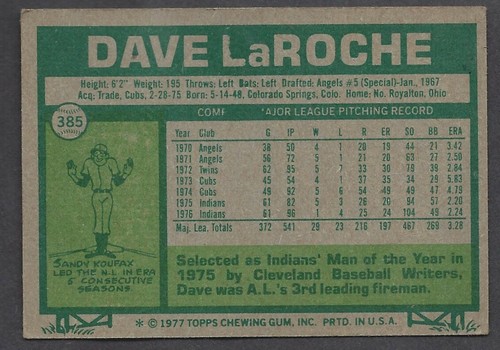 DAVE LaROCHE
Height: 6'2" Weight: 195 Throws: Left Bats: Left Drafted: Angels #5 (Special)-Jan., 1967
Acq: Trade, Cubs, 2-28-75 Born: 5-14-48, Colorado Springs, Colo. Home: No. Royalton, Ohio
385
COMP AJOR LEAGUE PITCHING RECORD
Year Club G IP W L R ER SO BB ERA
1970 Angels 38 50 4 1 20 19 44 21 3.42
1971 Angels 56 72 5 1 27 20 63 27 2.50
1972 Twins 62 95 5 7 33 30 79 39 2.84
1973 Cubs 45 54 4 1 37 35 34 29 5.83
1974 Cubs 49 92 5 6 54 49 49 47 4.79
1975 Indians 61 82 5 3 25 20 94 57 2.20
1976 Indians 61 96 1 4 25 24 104 49 2.24
Maj. Lea. Totals 372 541 29 23 216 197 467 269 3.28
SANDY KOUFAX
LED THE N.L. IN ERA
5 CONSECUTIVE
SEASONS
Selected as Indians' Man of the Year in
1975 by Cleveland Baseball Writers,
Dave was A.L.'s 3rd leading fireman.
* © 1977 TOPPS CHEWING GUM, INC. PRTD. IN U.S.A.